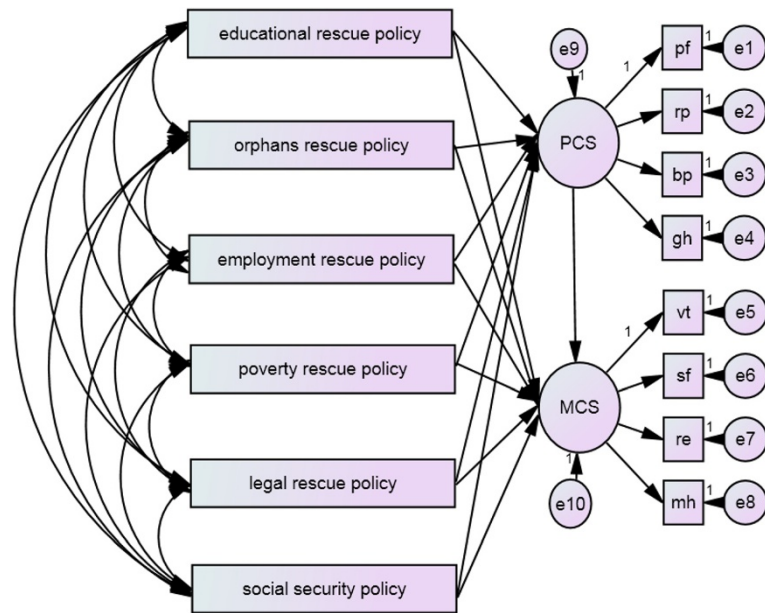 educational rescue policy
orphans rescue policy
employment rescue policy
poverty rescue policy
legal rescue policy
social security policy
e9
1
PCS
1
pf
1
e1
rp
1
e2
bp
1
e3
gh
1
e4
MCS
1
e10
1
vt
1
e5
sf
1
e6
re
1
e7
mh
1
e8